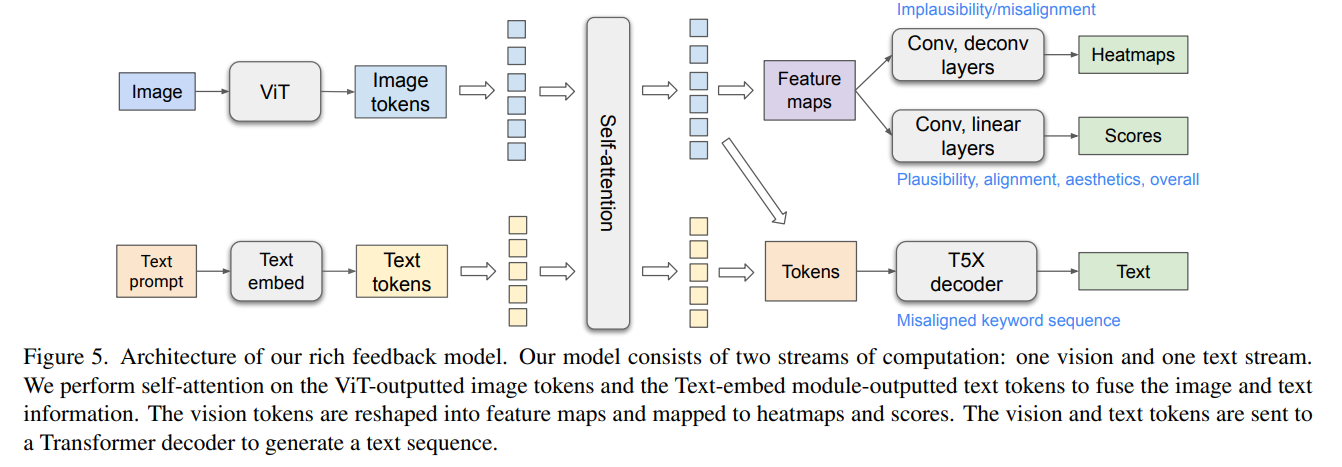 Implausibility/misalignment
Image
ViT
Image
tokens
Self-attention
Feature
maps
Conv, deconv
layers
Heatmaps
Conv, linear
layers
Scores
Plausibility, alignment, aesthetics, overall
Text
prompt
Text
embed
Text
tokens
Tokens
T5X
decoder
Text
Misaligned keyword sequence
Figure 5. Architecture of our rich feedback model. Our model consists of two streams of computation: one vision and one text stream.
We perform self-attention on the ViT-outputted image tokens and the Text-embed module-outputted text tokens to fuse the image and text
information. The vision tokens are reshaped into feature maps and mapped to heatmaps and scores. The vision and text tokens are sent to
a Transformer decoder to generate a text sequence.